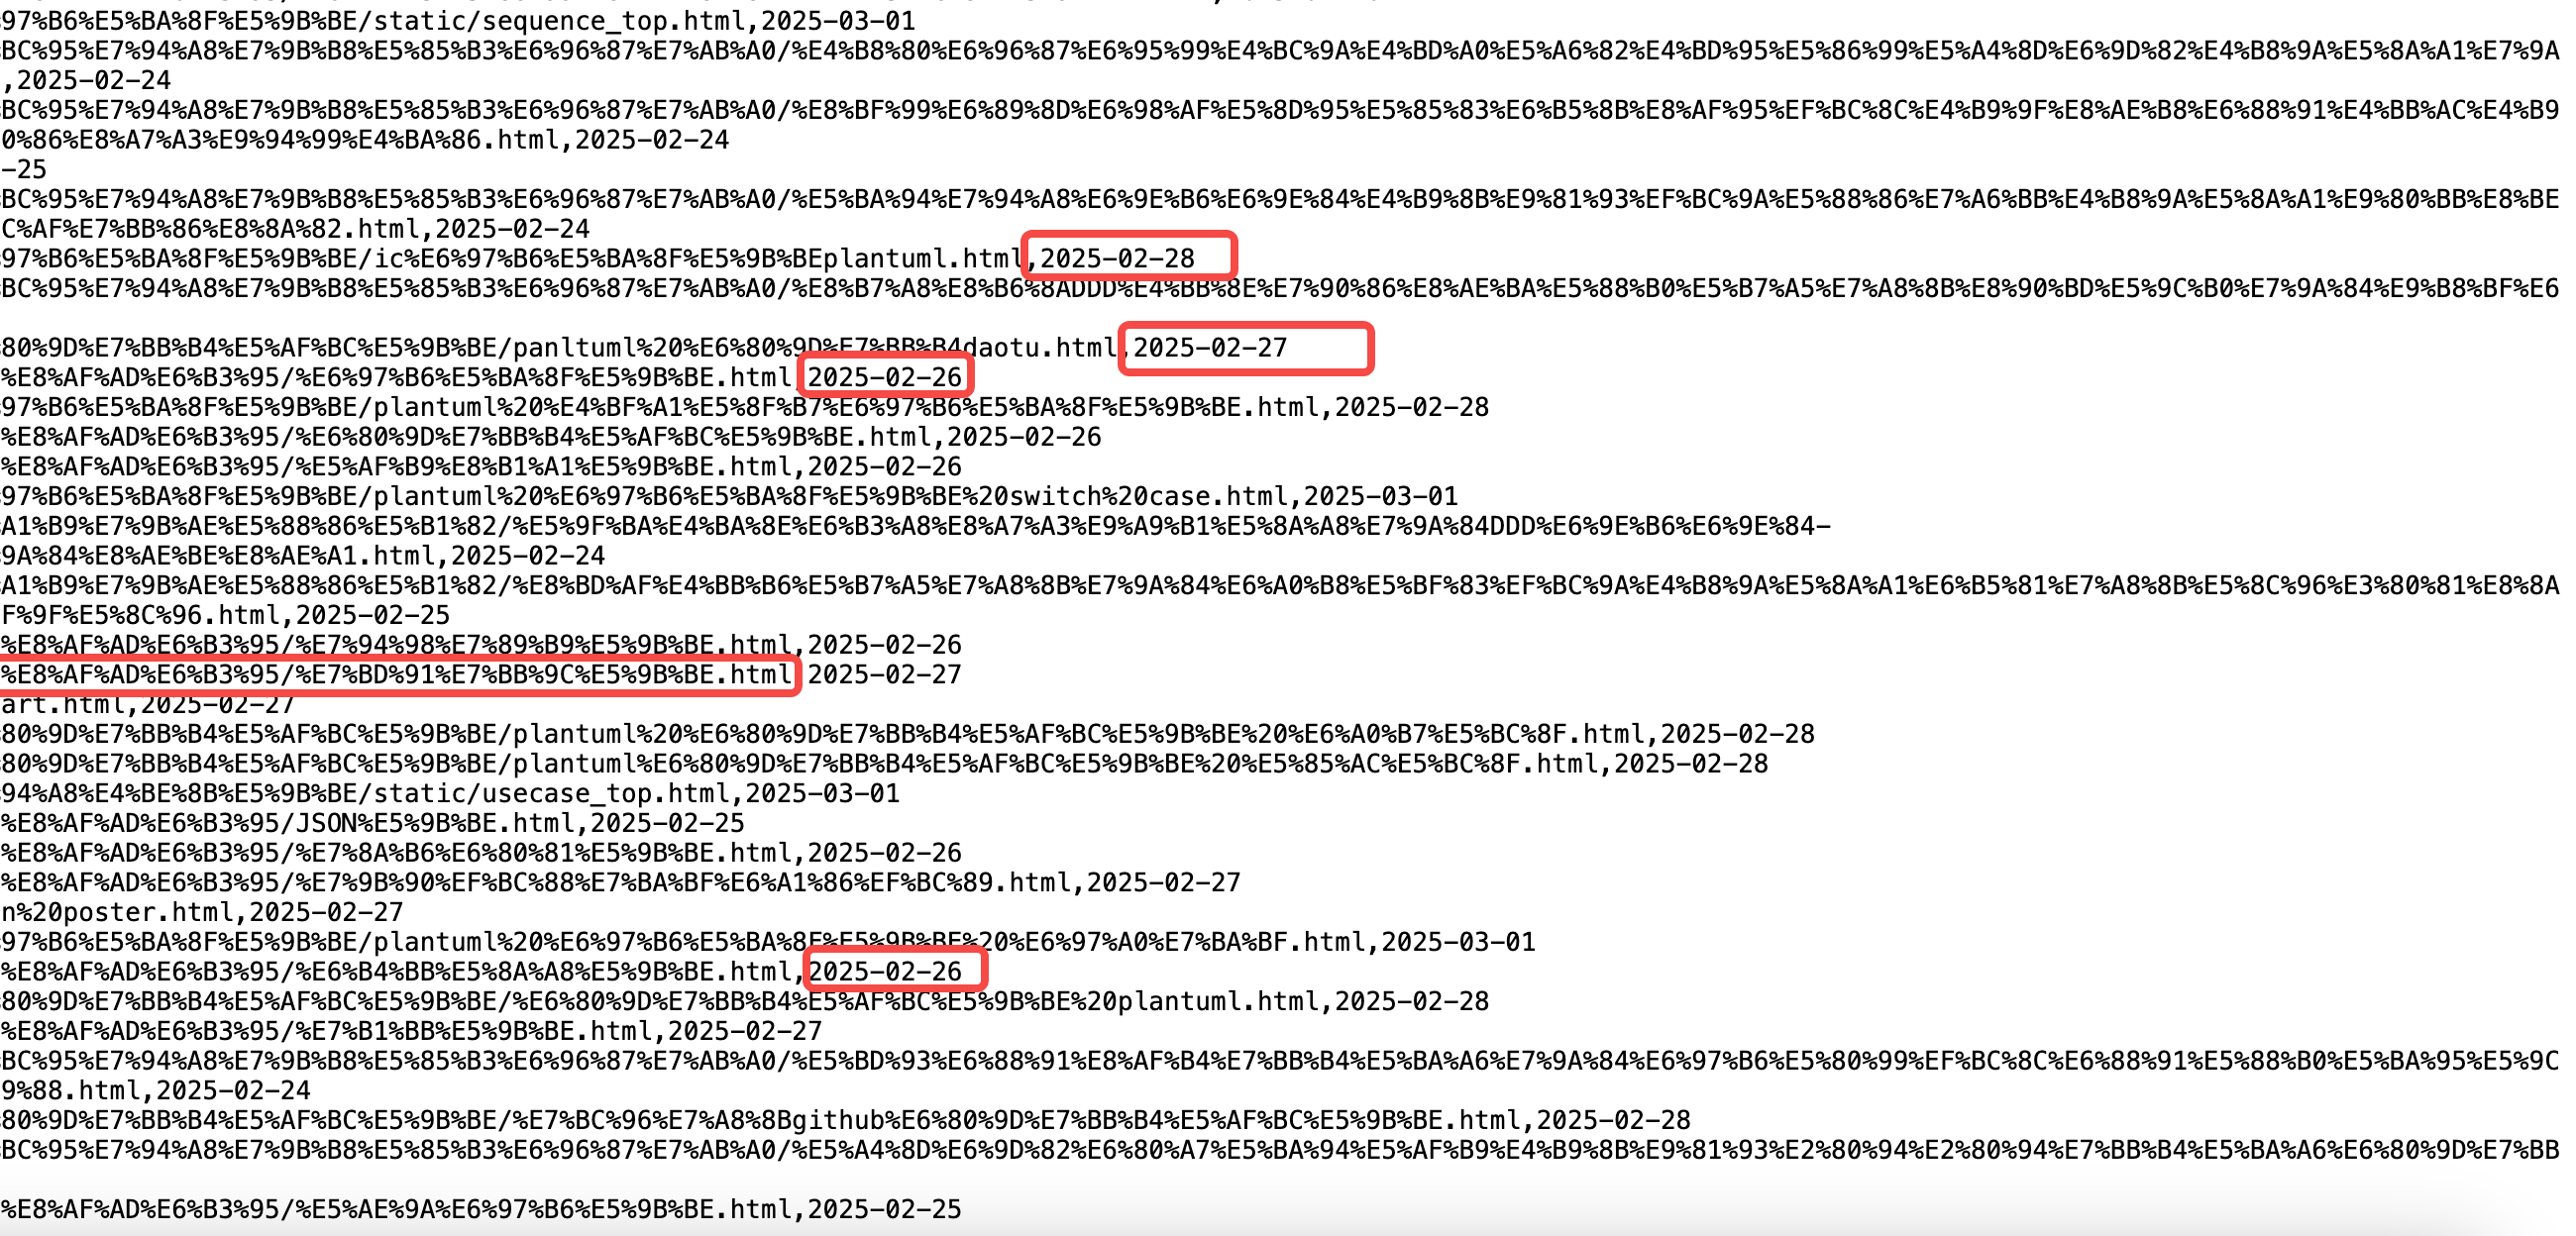 97%B6%E5%BA%8F%E5%9B%BE/static/sequence_top.html,2025-03-01
BC%95%E7%94%A8%E7%9B%B8%E5%85%B3%E6%96%87%E7%AB%A0/%E4%B8%80%E6%96%87%E6%95%99%E4%BC%9A%E4%BD%A0%E5%A6%82%E4%BD%95%E5%86%99%E5%A4%8D%E6%9D%82%E4%B8%9A%E5%8A%A1%E7%9A
,2025-02-24
BC%95%E7%94%A8%E7%9B%B8%E5%85%B3%E6%96%87%E7%AB%A0/%E8%BF%99%E6%89%8D%E6%98%AF%E5%8D%95%E5%85%83%E6%B5%8B%E8%AF%95%EF%BC%8C%E4%B9%9F%E8%AE%B8%E6%88%91%E4%BB%AC%E4%B9
0%86%E8%A7%A3%E9%94%99%E4%BA%86.html,2025-02-24
-25
BC%95%E7%94%A8%E7%9B%B8%E5%85%B3%E6%96%87%E7%AB%A0/%E5%BA%94%E7%94%A8%E6%9E%B6%E6%9E%84%E4%B9%8B%E9%81%93%EF%BC%9A%E5%88%86%E7%A6%BB%E4%B8%9A%E5%8A%A1%E9%80%BB%E8%BE
C%AF%E7%BB%86%E8%8A%82.html,2025-02-24
97%B6%E5%BA%8F%E5%9B%BE/ic%E6%97%B6%E5%BA%8F%E5%9B%BEplantuml.html,2025-02-28
BC%95%E7%94%A8%E7%9B%B8%E5%85%B3%E6%96%87%E7%AB%A0/%E8%B7%A8%E8%B6%8ADDD%E4%BB%8E%E7%90%86%E8%AE%BA%E5%88%B0%E5%B7%A5%E7%A8%8B%E8%90%BD%E5%9C%B0%E7%9A%84%E9%B8%BF%E6
80%9D%E7%BB%B4%E5%AF%BC%E5%9B%BE/panltuml%20%E6%80%9D%E7%BB%B4daotu.html,2025-02-27
%E8%AF%AD%E6%B3%95/%E6%97%B6%E5%BA%8F%E5%9B%BE.html,2025-02-26
97%B6%E5%BA%8F%E5%9B%BE/plantuml%20%E4%BF%A1%E5%8F%B7%E6%97%B6%E5%BA%8F%E5%9B%BE.html,2025-02-28
%E8%AF%AD%E6%B3%95/%E6%80%9D%E7%BB%B4%E5%AF%BC%E5%9B%BE.html,2025-02-26
%E8%AF%AD%E6%B3%95/%E5%AF%B9%E8%B1%A1%E5%9B%BE.html,2025-02-26
97%B6%E5%BA%8F%E5%9B%BE/plantuml%20%E6%97%B6%E5%BA%8F%E5%9B%BE%20switch%20case.html,2025-03-01
A1%B9%E7%9B%AE%E5%88%86%E5%B1%82/%E5%9F%BA%E4%BA%8E%E6%B3%A8%E8%A7%A3%E9%A9%B1%E5%8A%A8%E7%9A%84DDD%E6%9E%B6%E6%9E%84-
9A%84%E8%AE%BE%E8%AE%A1.html,2025-02-24
A1%B9%E7%9B%AE%E5%88%86%E5%B1%82/%E8%BD%AF%E4%BB%B6%E5%B7%A5%E7%A8%8B%E7%9A%84%E6%A0%B8%E5%BF%83%EF%BC%9A%E4%B8%9A%E5%8A%A1%E6%B5%81%E7%A8%8B%E5%8C%96%E3%80%81%E8%8A
F%9F%E5%8C%96.html,2025-02-25
%E8%AF%AD%E6%B3%95/%E7%94%98%E7%89%B9%E5%9B%BE.html,2025-02-26
%E8%AF%AD%E6%B3%95/%E7%BD%91%E7%BB%9C%E5%9B%BE.html 2025-02-27
art.html,2025-02-27
80%9D%E7%BB%B4%E5%AF%BC%E5%9B%BE/plantuml%20%E6%80%9D%E7%BB%B4%E5%AF%BC%E5%9B%BE%20%E6%A0%B7%E5%BC%8F.html,2025-02-28
80%9D%E7%BB%B4%E5%AF%BC%E5%9B%BE/plantuml%E6%80%9D%E7%BB%B4%E5%AF%BC%E5%9B%BE%20%E5%85%AC%E5%BC%8F.html,2025-02-28
94%A8%E4%BE%8B%E5%9B%BE/static/usecase_top.html,2025-03-01
%E8%AF%AD%E6%B3%95/JSON%E5%9B%BE.html,2025-02-25
%E8%AF%AD%E6%B3%95/%E7%8A%B6%E6%80%81%E5%9B%BE.html,2025-02-26
%E8%AF%AD%E6%B3%95/%E7%9B%90%EF%BC%88%E7%BA%BF%E6%A1%86%EF%BC%89.html,2025-02-27
n%20poster.html,2025-02-27
97%B6%E5%BA%8F%E5%9B%BE/plantuml%20%E6%97%B6%E5%BA%8F%E5%9B%BE%20%E6%97%A0%E7%BA%BF.html,2025-03-01
%E8%AF%AD%E6%B3%95/%E6%B4%BB%E5%8A%A8%E5%9B%BE.html,2025-02-26
80%9D%E7%BB%B4%E5%AF%BC%E5%9B%BE/%E6%80%9D%E7%BB%B4%E5%AF%BC%E5%9B%BE%20plantuml.html,2025-02-28
%E8%AF%AD%E6%B3%95/%E7%B1%BB%E5%9B%BE.html,2025-02-27
BC%95%E7%94%A8%E7%9B%B8%E5%85%B3%E6%96%87%E7%AB%A0/%E5%BD%93%E6%88%91%E8%AF%B4%E7%BB%B4%E5%BA%A6%E7%9A%84%E6%97%B6%E5%80%99%EF%BC%8C%E6%88%91%E5%88%B0%E5%BA%95%E5%9C
9%88.html,2025-02-24
80%9D%E7%BB%B4%E5%AF%BC%E5%9B%BE/%E7%BC%96%E7%A8%8Bgithub%E6%80%9D%E7%BB%B4%E5%AF%BC%E5%9B%BE.html,2025-02-28
BC%95%E7%94%A8%E7%9B%B8%E5%85%B3%E6%96%87%E7%AB%A0/%E5%A4%8D%E6%9D%82%E6%80%A7%E5%BA%94%E5%AF%B9%E4%B9%8B%E9%81%93%E2%80%94%E2%80%94%E7%BB%B4%E5%BA%A6%E6%80%9D%E7%BB
%E8%AF%AD%E6%B3%95/%E5%AE%9A%E6%97%B6%E5%9B%BE.html,2025-02-25